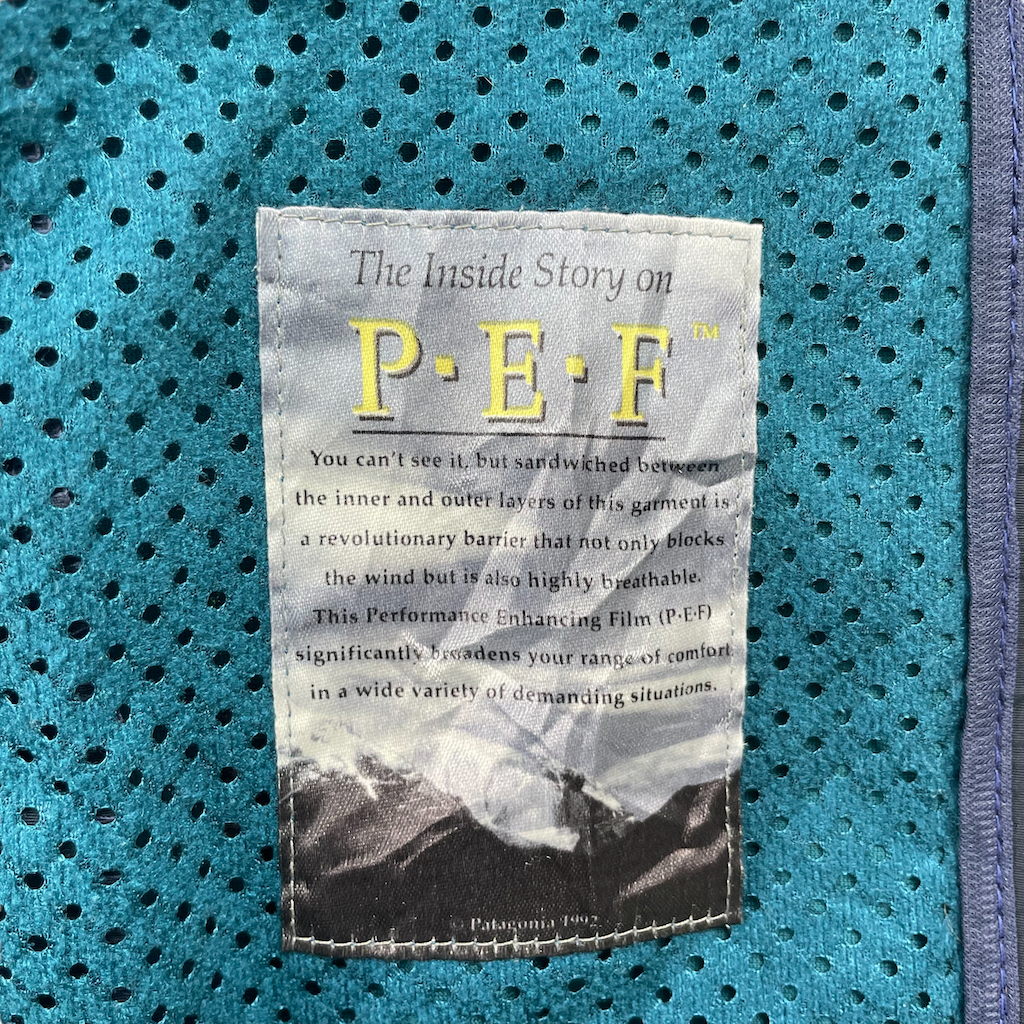 The Inside Story on
P·E·F™
You can't see it, but sandwiched between
the inner and outer layers of this garment is
a revolutionary barrier that not only blocks
the wind but is also highly breathable.
This Performance Enhancing Film (P·E·F)
significantly broadens your range of comfort
in a wide variety of demanding situations.
© Patagonia 1992